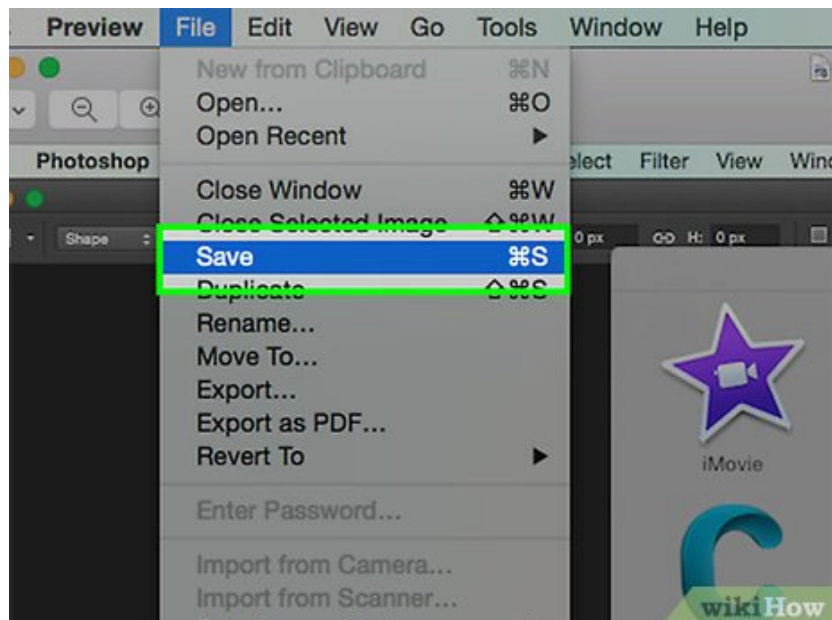 Preview File Edit View Go Tools Window Help
New from Clipboard ⌘N
Open... ⌘O
Open Recent ▶
Photoshop elect Filter View Wind
Close Window ⌘W
Close Selected Image ⇧⌘W
Shape 0 px H: 0 px
Save ⌘S
Duplicate ⇧⌘S
Rename...
Move To...
Export...
Export as PDF...
Revert To ▶
iMovie
Enter Password...
Import from Camera...
Import from Scanner...
wikiHow